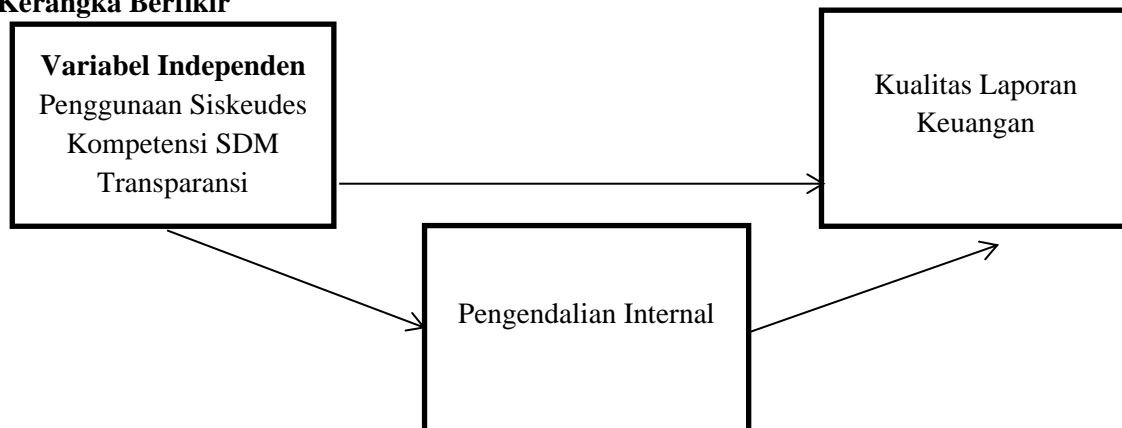 Kerangka Berfikir
Variabel Independen
Penggunaan Siskeudes
Kompetensi SDM
Transparansi
Kualitas Laporan
Keuangan
Pengendalian Internal